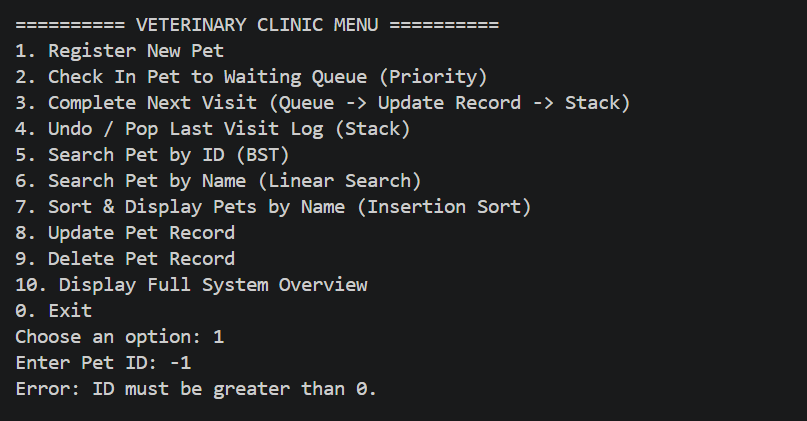 ========== VETERINARY CLINIC MENU ==========
1. Register New Pet
2. Check In Pet to Waiting Queue (Priority)
3. Complete Next Visit (Queue -> Update Record -> Stack)
4. Undo / Pop Last Visit Log (Stack)
5. Search Pet by ID (BST)
6. Search Pet by Name (Linear Search)
7. Sort & Display Pets by Name (Insertion Sort)
8. Update Pet Record
9. Delete Pet Record
10. Display Full System Overview
0. Exit
Choose an option: 1
Enter Pet ID: -1
Error: ID must be greater than 0.